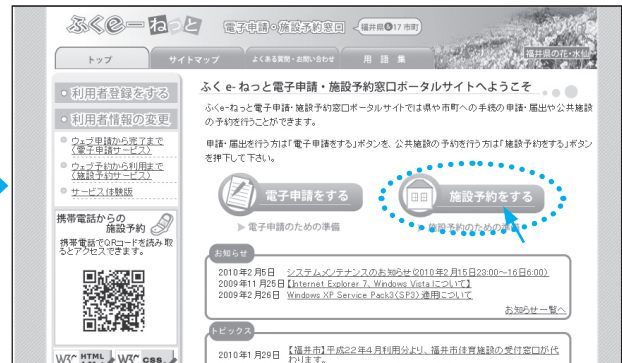 ふく@ーねっと 電子申請・施設予約窓口 福井県&17市町
福井県の花・水仙
トップ サイトマップ よくある質問・お問い合わせ 用語集
利用者登録をする
利用者情報の変更
ウェブ申請から完了まで
(電子申請サービス)
ウェブ予約から利用まで
(施設予約サービス)
サービス体験版
携帯電話からの
施設予約
携帯電話でQRコードを読み取
るとアクセスできます。
W3C HTML W3C css.
ふくe-ねっと電子申請・施設予約窓口ポータルサイトへようこそ
ふくe-ねっと電子申請・施設予約窓口ポータルサイトでは県や市町への手続の申請・届出や公共施設
の予約を行うことができます。
申請・届出を行う方は「電子申請をする」ボタンを、公共施設の予約を行う方は「施設予約をする」ボタン
を押下して下さい。
電子申請をする 施設予約をする
▶電子申請のための準備 ▶施設予約のための準備
お知らせ
2010年2月5日 システムメンテナンスのお知らせ(2010年2月15日23:00～16日6:00)
2009年11月25日 【Internet Explorer 7、Windows Vistaについて】
2009年2月26日 Windows XP Service Pack3(SP3)適用について
お知らせ一覧へ
トピックス
2010年1月29日 【福井市】平成22年4月利用分より、福井市体育施設の受付窓口が代
わります。